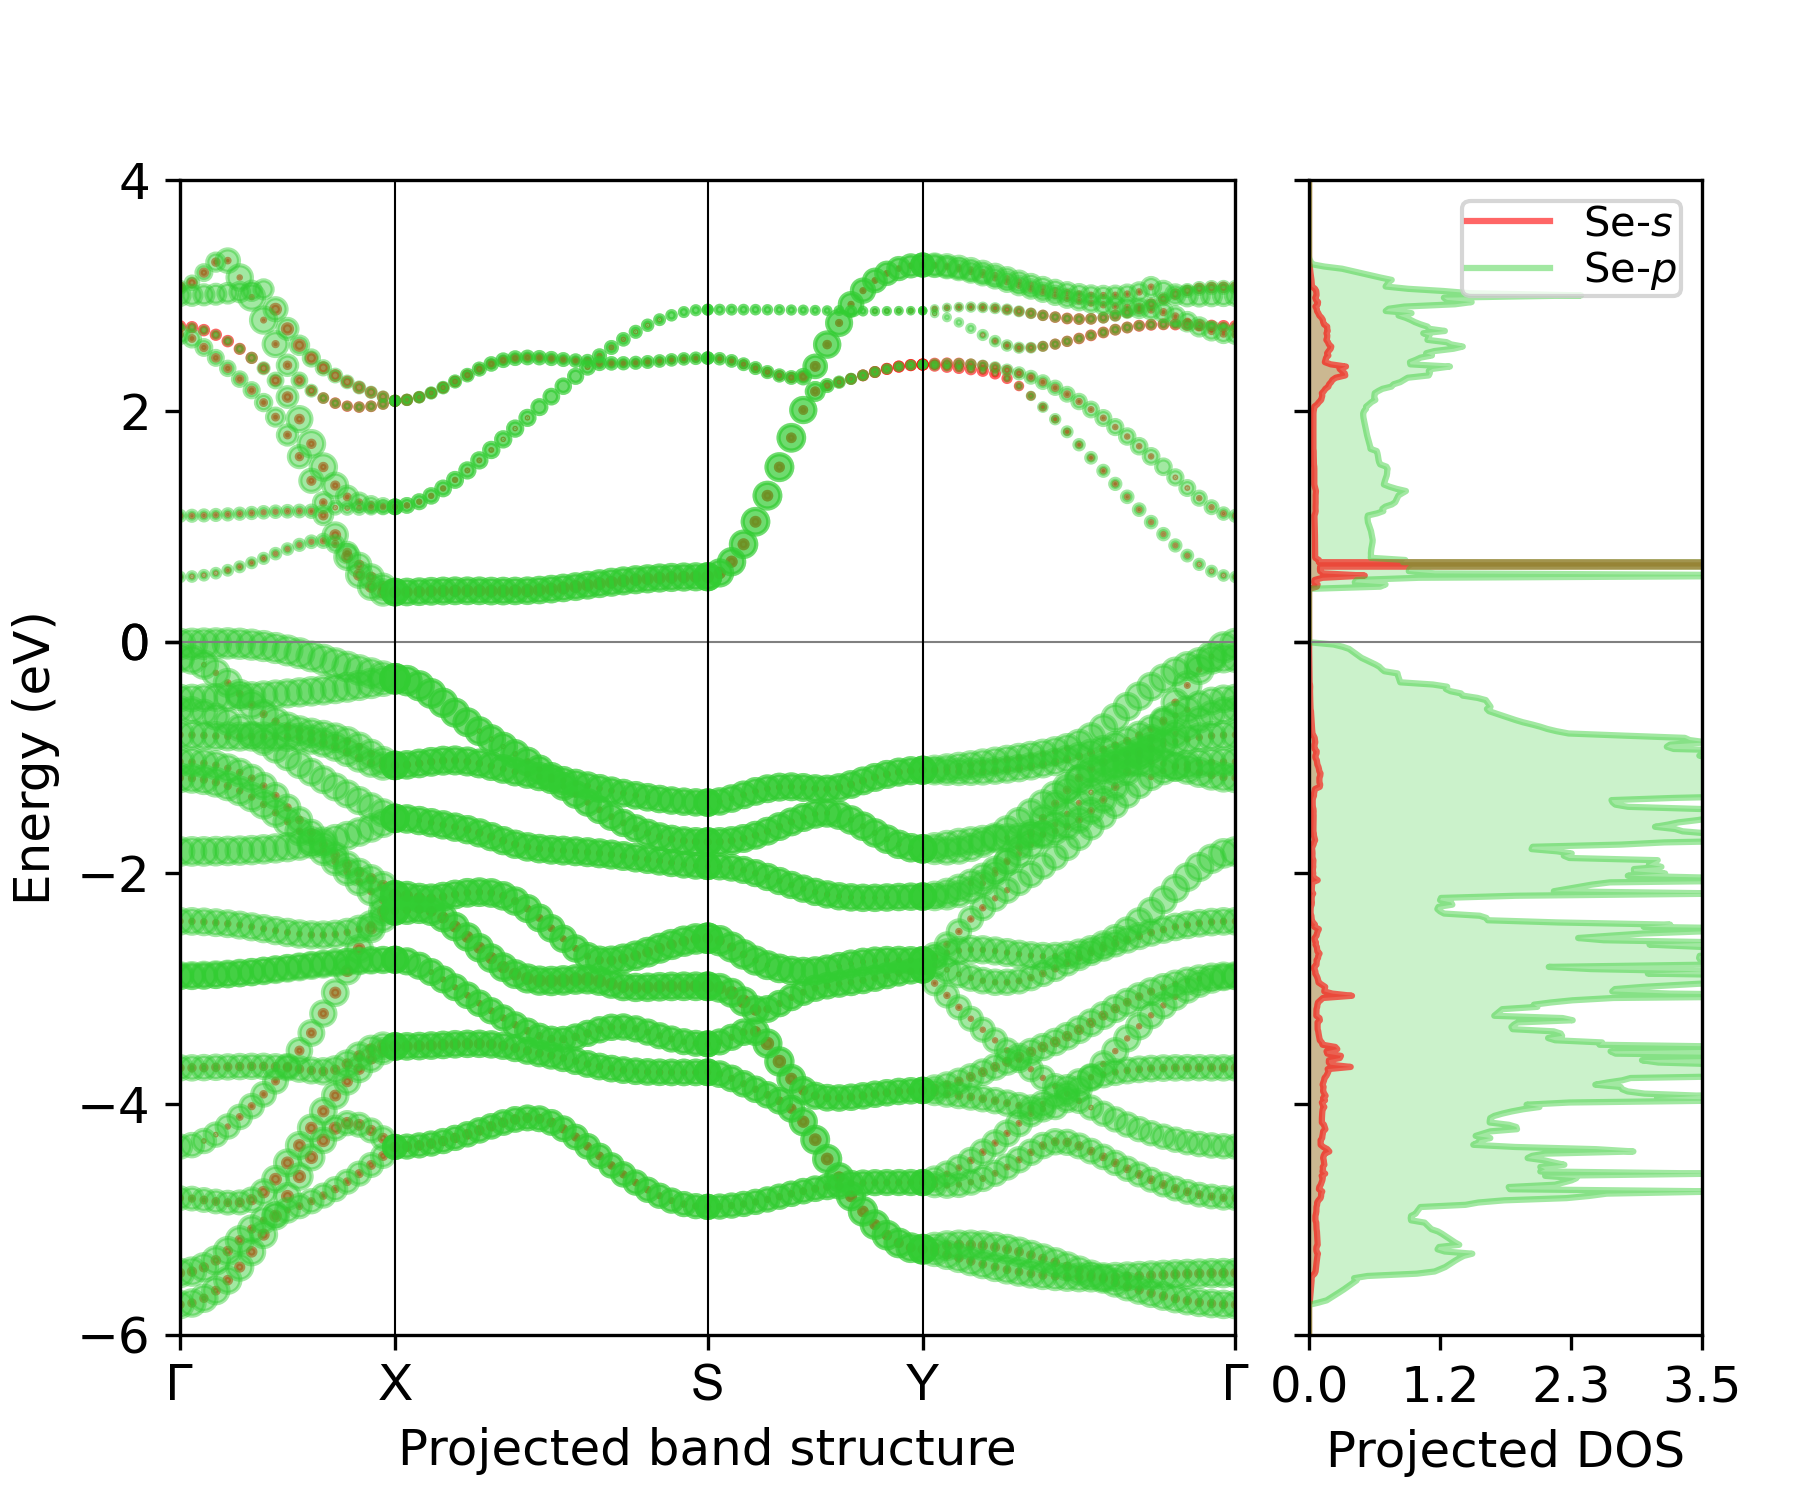 4
2
0
−2
−4
−6
Energy (eV)
Γ X S Y Γ
Projected band structure
Se-s
Se-p
0.0 1.2 2.3 3.5
Projected DOS